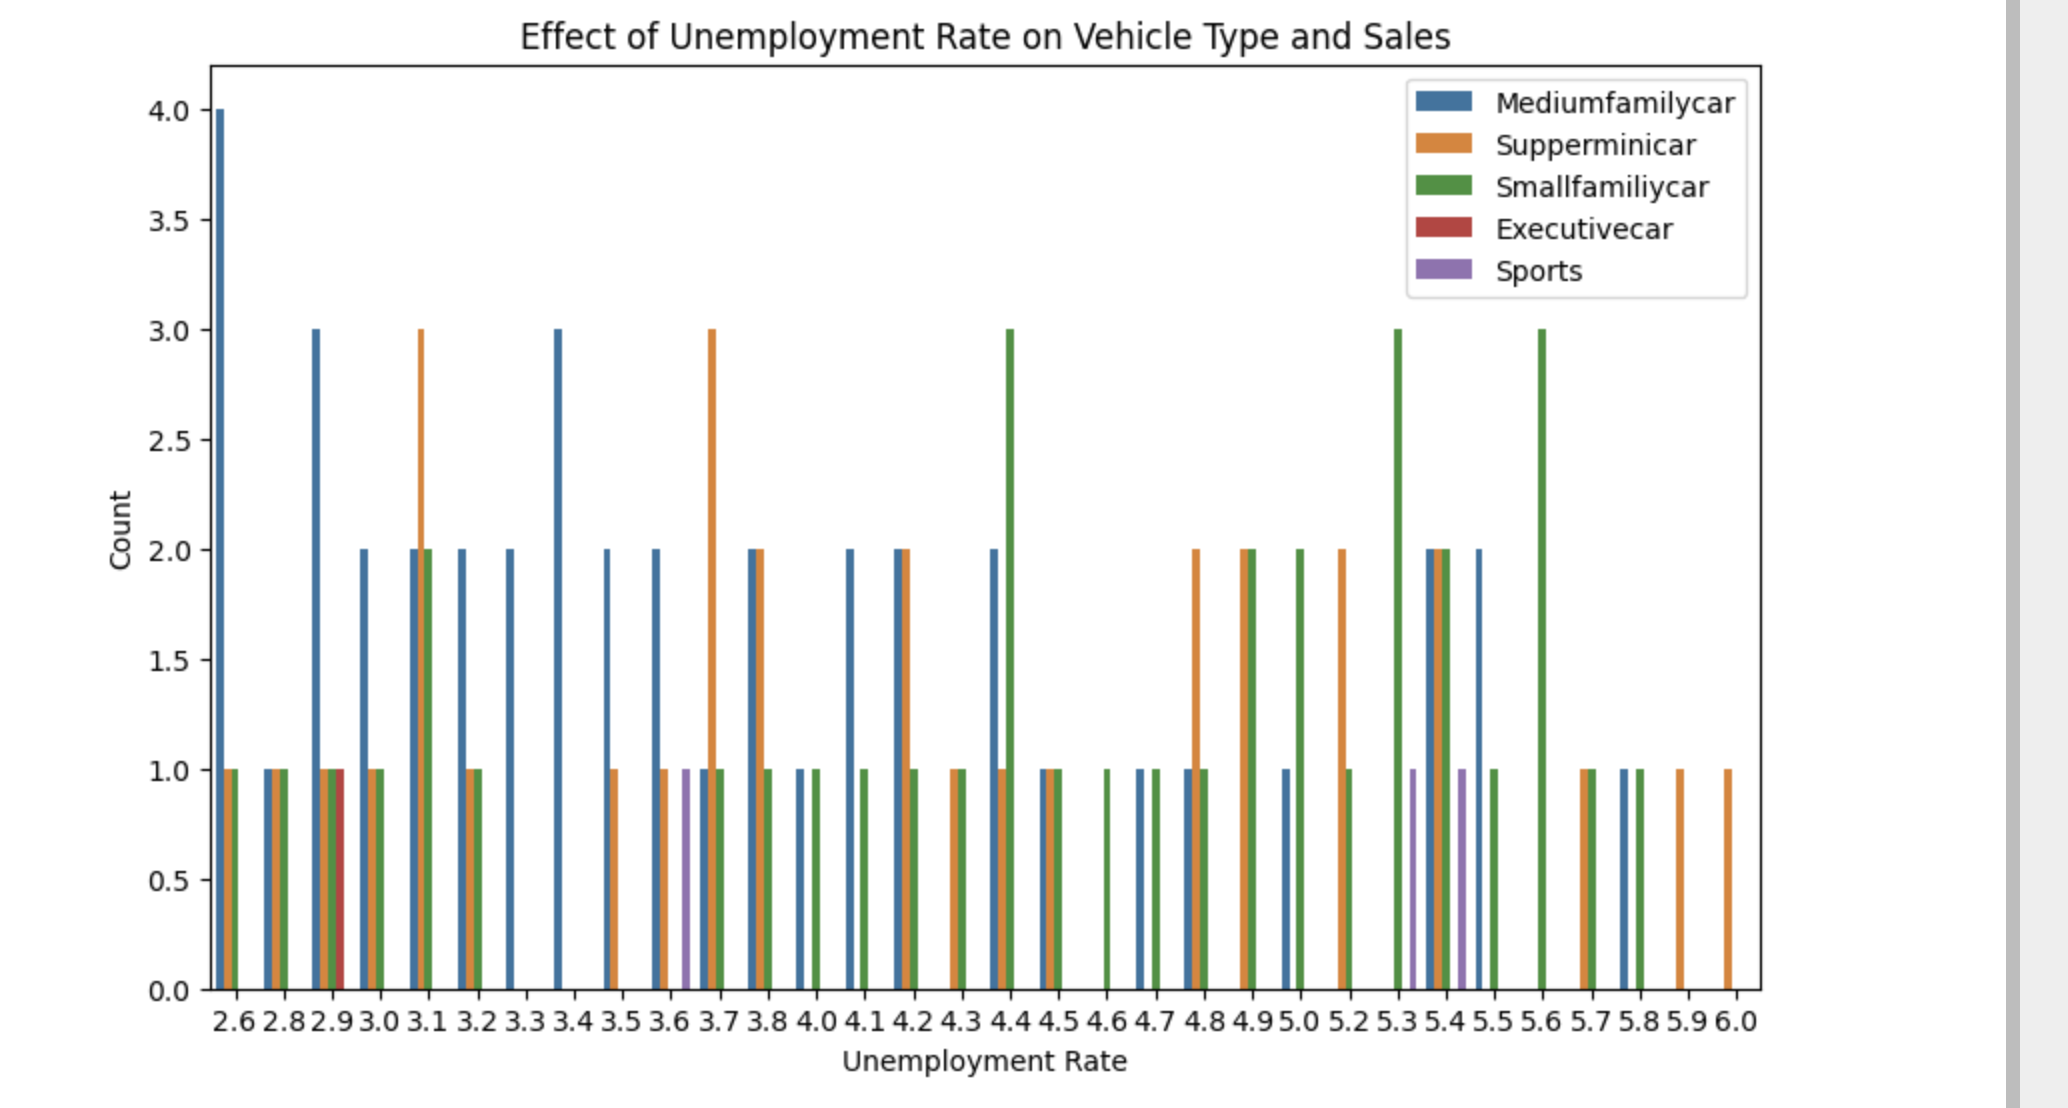 Effect of Unemployment Rate on Vehicle Type and Sales
Mediumfamilycar
Supperminicar
Smallfamiliycar
Executivecar
Sports
4.0
3.5
3.0
2.5
2.0
1.5
1.0
0.5
0.0
Count
2.6 2.8 2.9 3.0 3.1 3.2 3.3 3.4 3.5 3.6 3.7 3.8 4.0 4.1 4.2 4.3 4.4 4.5 4.6 4.7 4.8 4.9 5.0 5.2 5.3 5.4 5.5 5.6 5.7 5.8 5.9 6.0
Unemployment Rate